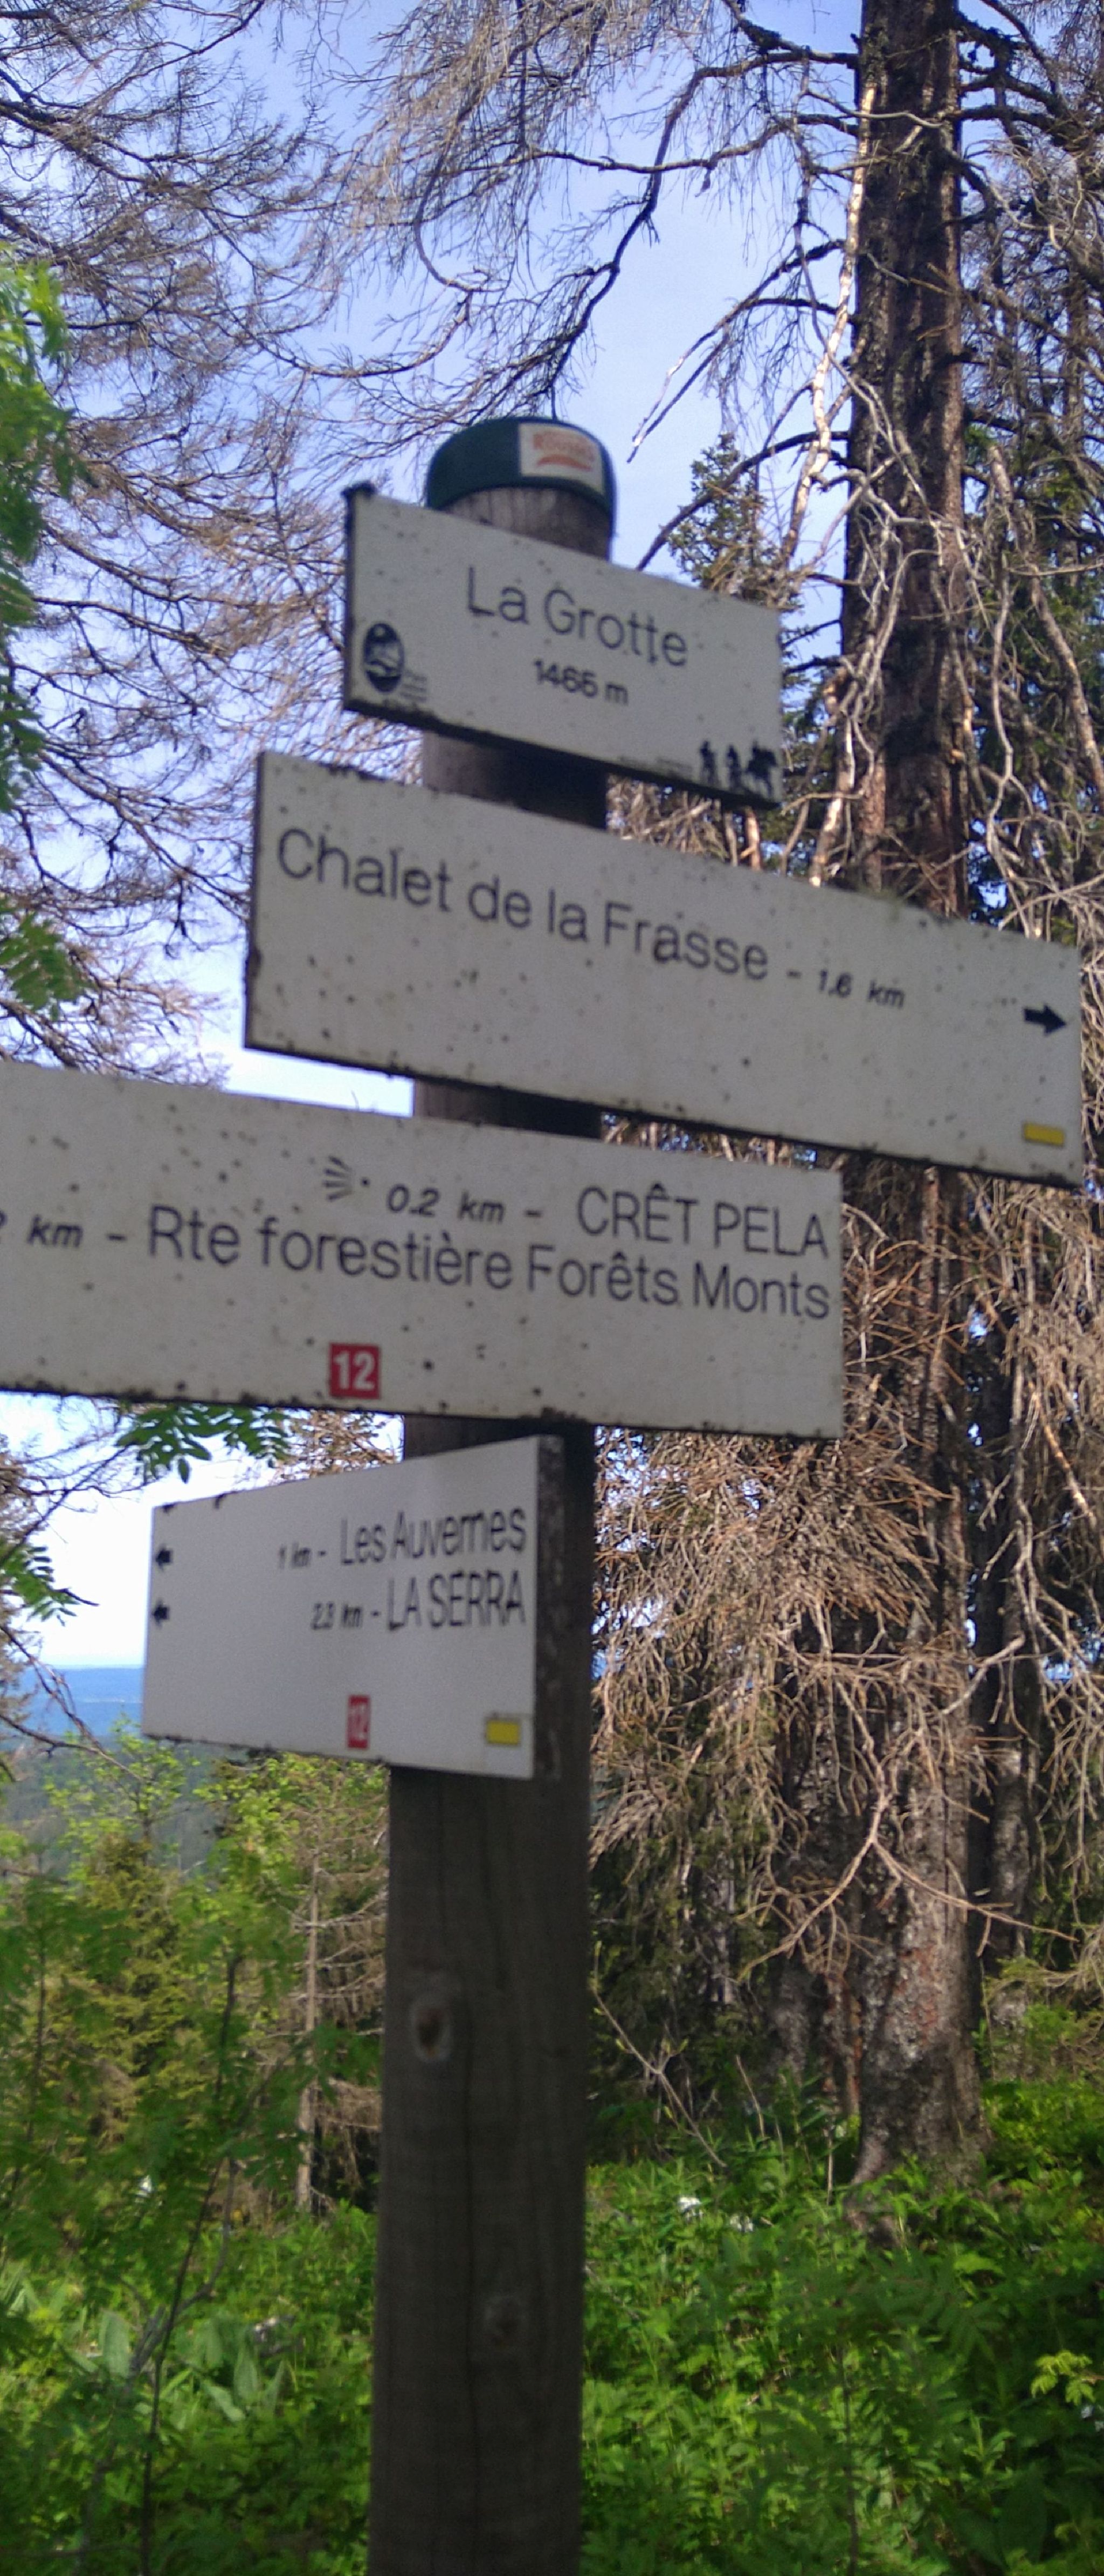 La Grotte
1466 m
Chalet de la Frasse - 1.6 km
0.2 km - CRÊT PELA
km - Rte forestière Forêts Monts
12
1 km - Les Auvernes
2.3 km - LA SERRA
12